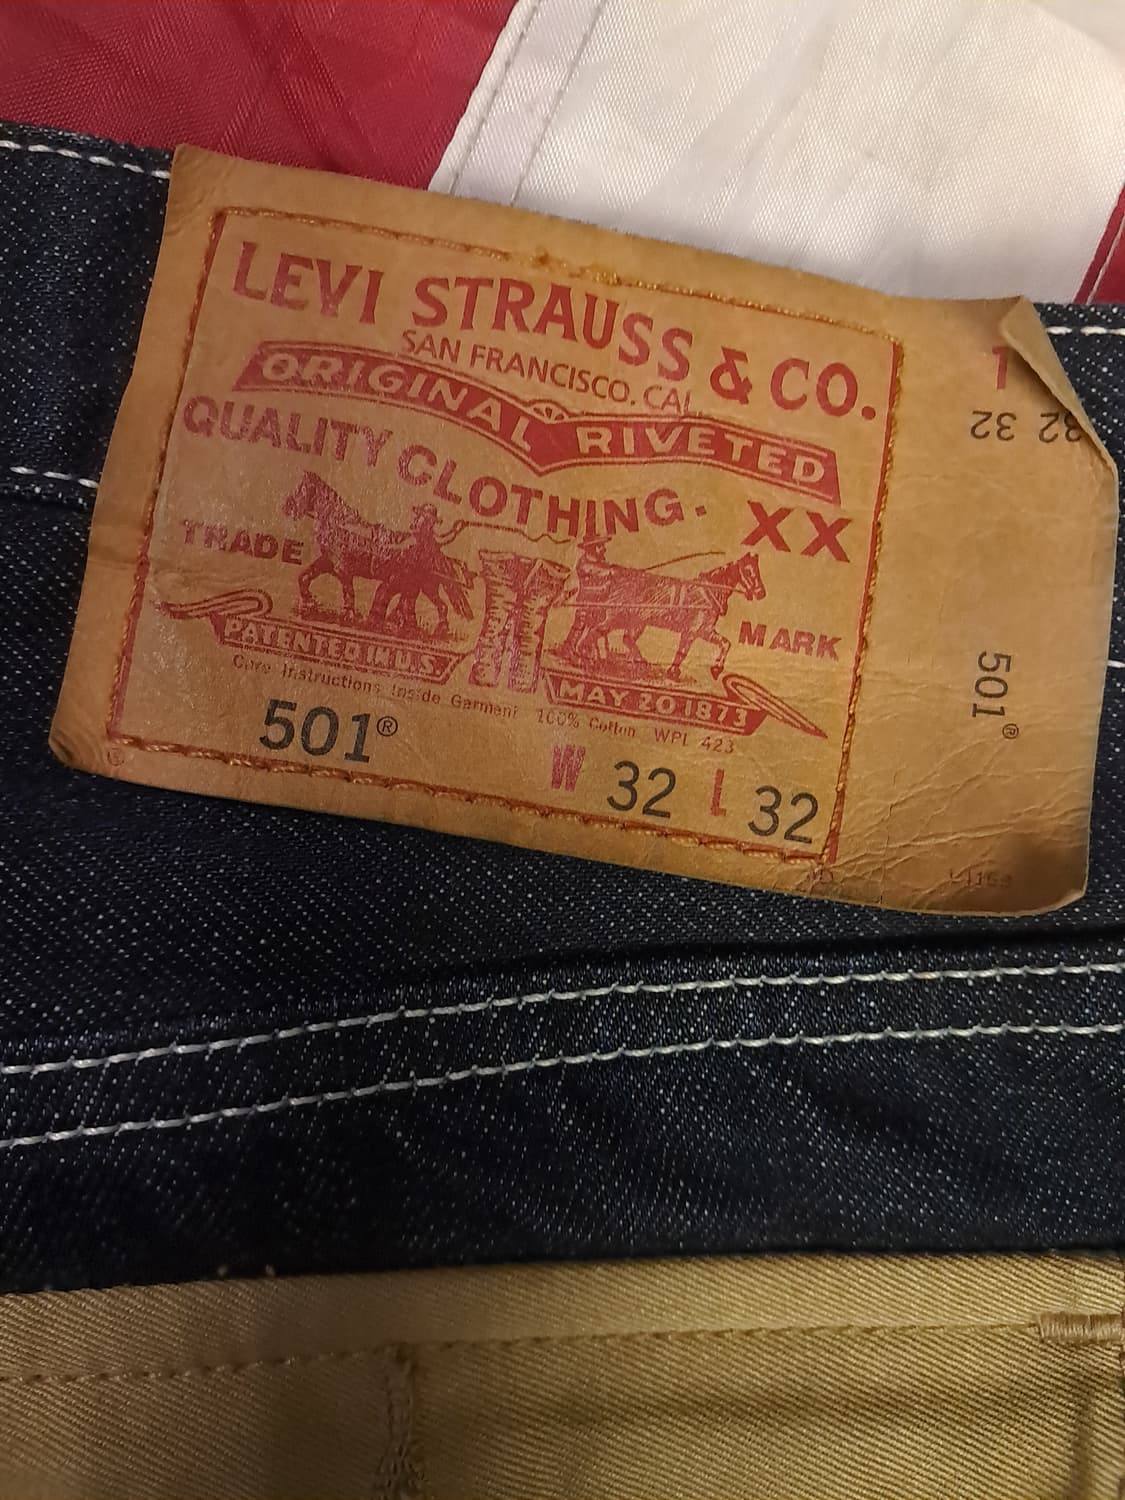 LEVI STRAUSS & CO.
SAN FRANCISCO. CAL.
ORIGINAL RIVETED
QUALITY CLOTHING. XX
TRADE MARK
PATENTED IN U.S. MAY 20 1873
Care Instructions Inside Garment 100% Cotton WPL 423
501®
W 32 L 32
32 32
501®